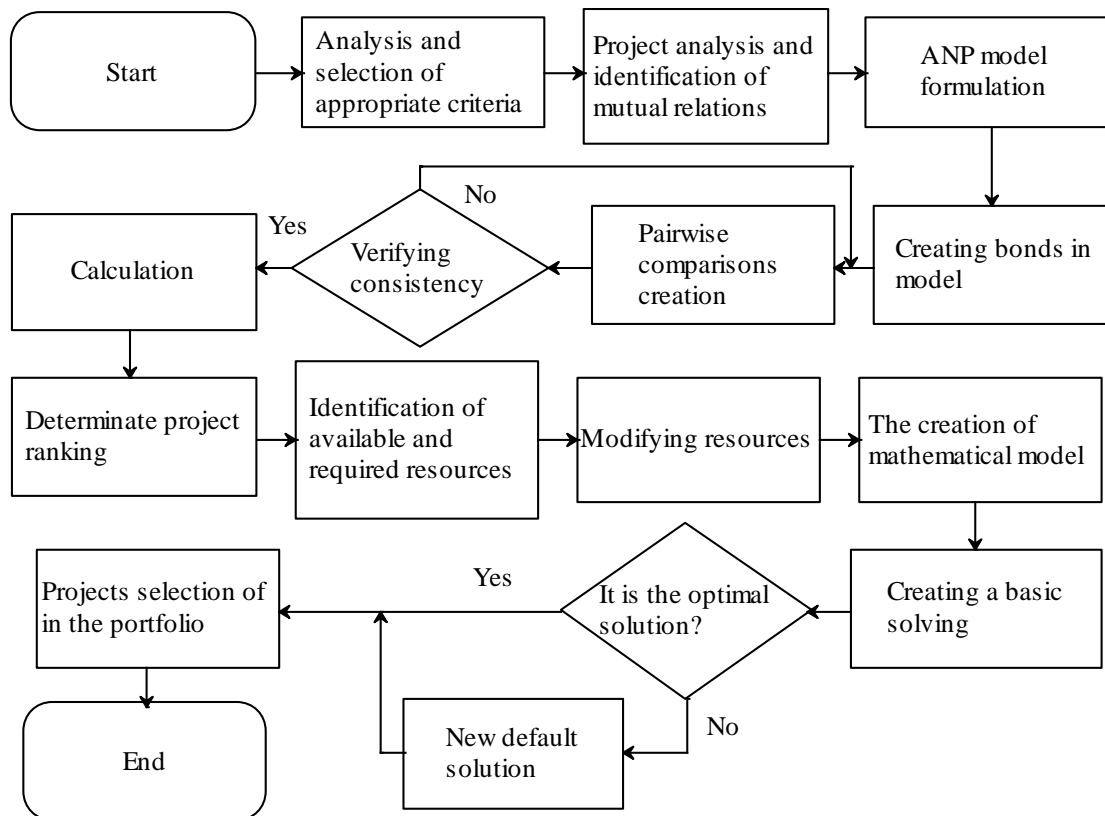 Start
Analysis and
selection of
appropriate criteria
Project analysis and
identification of
mutual relations
ANP model
formulation
Creating bonds in
model
Pairwise
comparisons
creation
No
Verifying
consistency
Yes
Calculation
Determinate project
ranking
Identification of
available and
required resources
Modifying resources
The creation of
mathematical model
Creating a basic
solving
It is the optimal
solution?
Yes
No
New default
solution
Projects selection of
in the portfolio
End